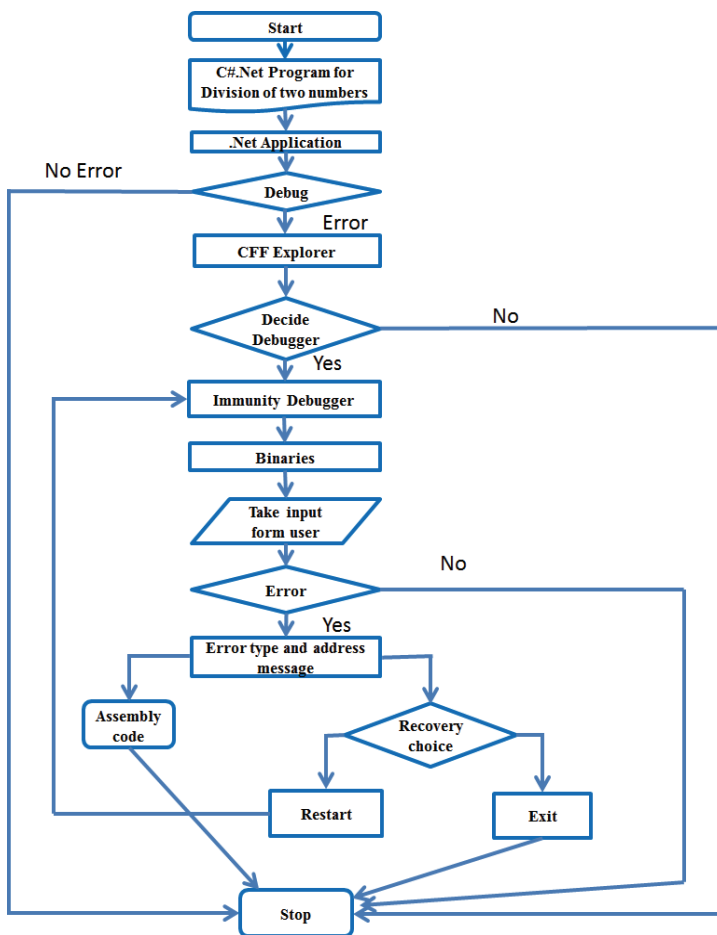 Start
C#.Net Program for
Division of two numbers
.Net Application
No Error
Debug
Error
CFF Explorer
Decide
Debugger
No
Yes
Immunity Debugger
Binaries
Take input
form user
No
Error
Yes
Error type and address
message
Assembly
code
Recovery
choice
Restart
Exit
Stop